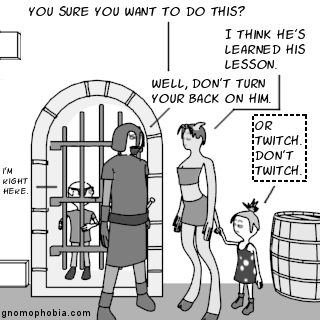 YOU SURE YOU WANT TO DO THIS?
I THINK HE'S
LEARNED HIS
LESSON.
WELL, DON'T TURN
YOUR BACK ON HIM.
OR
TWITCH.
DON'T
TWITCH.
I'M
RIGHT
HERE.
gnomophobia.com